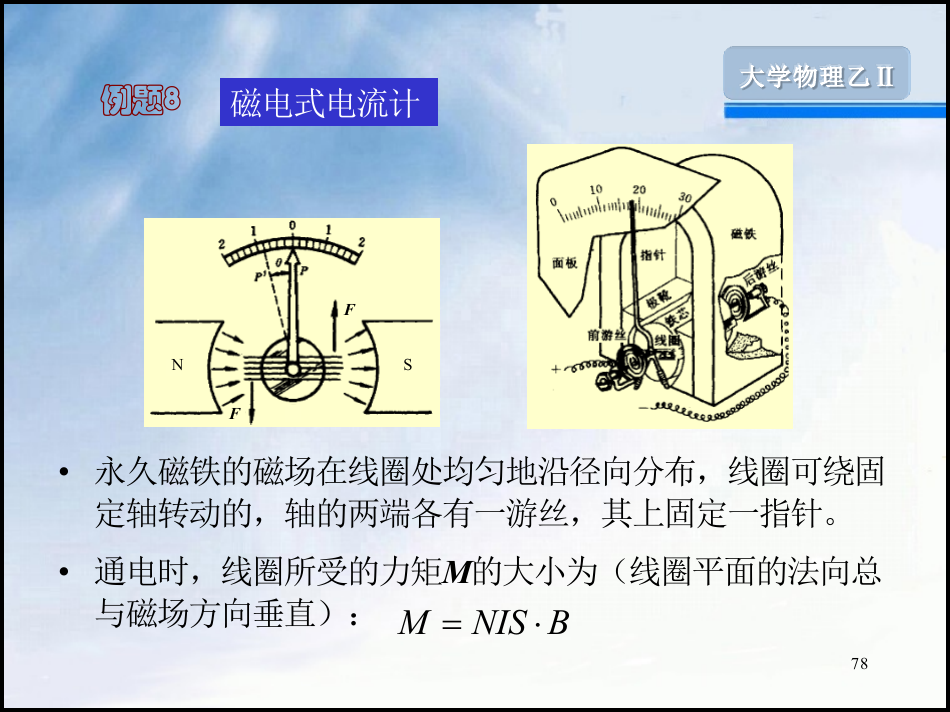 大学物理乙Ⅱ
例题8
磁电式电流计
2 1 0 1 2
P' θ P
F
N S
F
0 10 20 30
面板
指针
磁铁
极靴
铁芯
线圈
前游丝
后游丝
+
−
• 永久磁铁的磁场在线圈处均匀地沿径向分布，线圈可绕固
定轴转动的，轴的两端各有一游丝，其上固定一指针。
• 通电时，线圈所受的力矩M的大小为（线圈平面的法向总
与磁场方向垂直）： M = NIS · B
78